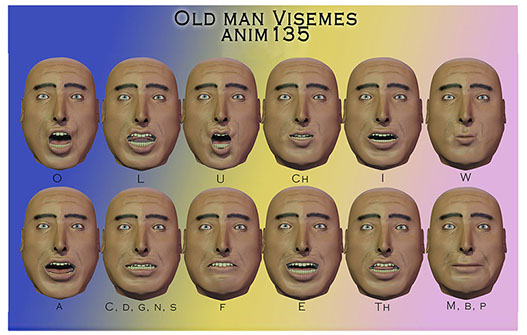 Old man Visemes
anim135
O L U Ch I W
A C, D, G, N, S F E Th M, B, P